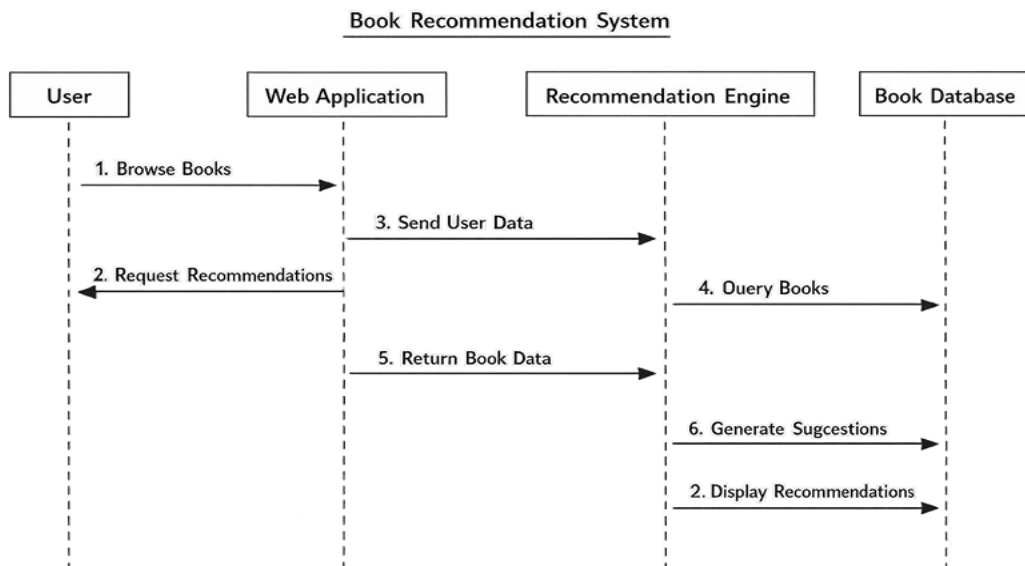 Book Recommendation System
User
Web Application
Recommendation Engine
Book Database
1. Browse Books
3. Send User Data
2. Request Recommendations
4. Ouery Books
5. Return Book Data
6. Generate Sugcestions
2. Display Recommendations